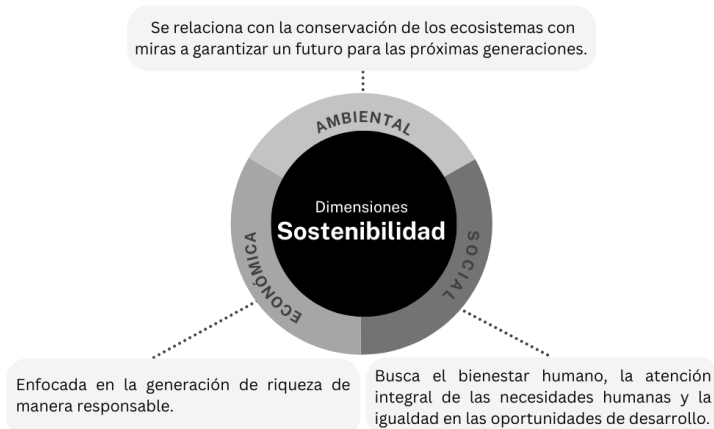 Se relaciona con la conservación de los ecosistemas con
miras a garantizar un futuro para las próximas generaciones.
AMBIENTAL
Dimensiones
Sostenibilidad
ECONÓMICA
SOCIAL
Enfocada en la generación de riqueza de
manera responsable.
Busca el bienestar humano, la atención
integral de las necesidades humanas y la
igualdad en las oportunidades de desarrollo.